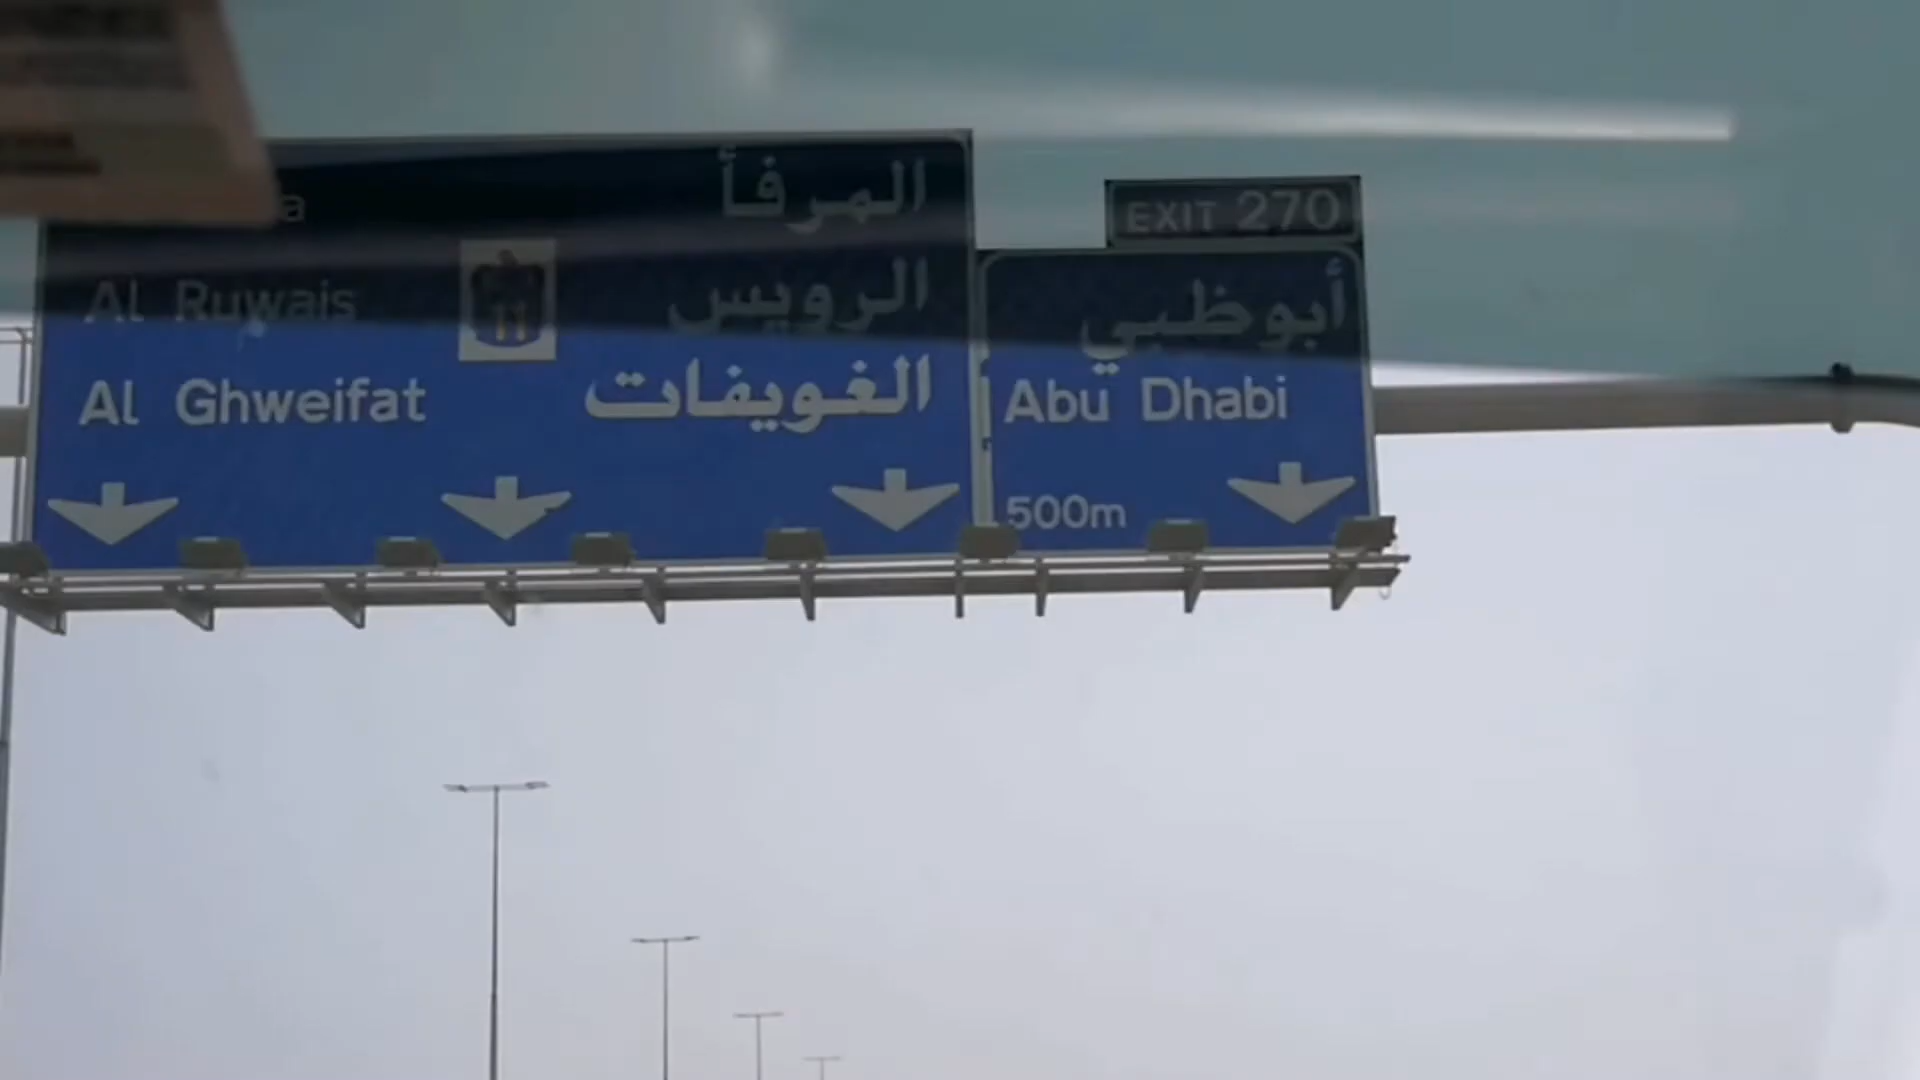 المرفأ
Al Ruwais
الرويس
Al Ghweifat
الغويفات
EXIT 270
أبوظبي
Abu Dhabi
500m